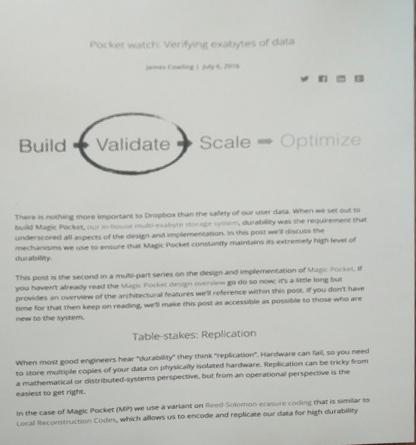 Pocket watch: Verifying exabytes of data
James Cowling | July 6, 2016
Build → Validate → Scale → Optimize
There is nothing more important to Dropbox than the safety of our user data. When we set out to
build Magic Pocket, our in-house multi-exabyte storage system, durability was the requirement that
underscored all aspects of the design and implementation. In this post we'll discuss the
mechanisms we use to ensure that Magic Pocket constantly maintains its extremely high level of
durability.
This post is the second in a multi-part series on the design and implementation of Magic Pocket. If
you haven't already read the Magic Pocket design overview go do so now; it's a little long but
provides an overview of the architectural features we'll reference within this post. If you don't have
time for that then keep on reading, we'll make this post as accessible as possible to those who are
new to the system.
Table-stakes: Replication
When most good engineers hear "durability" they think "replication". Hardware can fail, so you need
to store multiple copies of your data on physically isolated hardware. Replication can be tricky from
a mathematical or distributed-systems perspective, but from an operational perspective is the
easiest to get right.
In the case of Magic Pocket (MP) we use a variant on Reed-Solomon erasure coding that is similar to
Local Reconstruction Codes, which allows us to encode and replicate our data for high durability